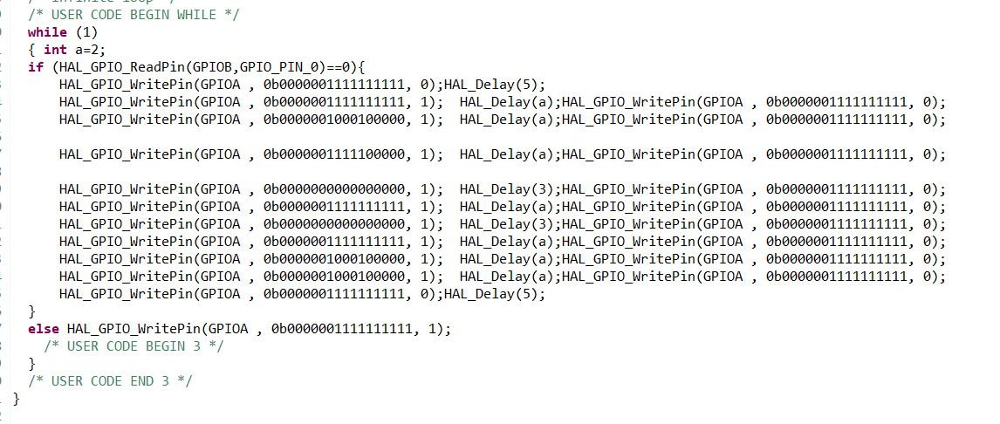 /* USER CODE BEGIN WHILE */
while (1)
{ int a=2;
if (HAL_GPIO_ReadPin(GPIOB,GPIO_PIN_0)==0){
HAL_GPIO_WritePin(GPIOA , 0b0000001111111111, 0);HAL_Delay(5);
HAL_GPIO_WritePin(GPIOA , 0b0000001111111111, 1);  HAL_Delay(a);HAL_GPIO_WritePin(GPIOA , 0b0000001111111111, 0);
HAL_GPIO_WritePin(GPIOA , 0b0000001000100000, 1);  HAL_Delay(a);HAL_GPIO_WritePin(GPIOA , 0b0000001111111111, 0);
HAL_GPIO_WritePin(GPIOA , 0b0000001111100000, 1);  HAL_Delay(a);HAL_GPIO_WritePin(GPIOA , 0b0000001111111111, 0);
HAL_GPIO_WritePin(GPIOA , 0b0000000000000000, 1);  HAL_Delay(3);HAL_GPIO_WritePin(GPIOA , 0b0000001111111111, 0);
HAL_GPIO_WritePin(GPIOA , 0b0000001111111111, 1);  HAL_Delay(a);HAL_GPIO_WritePin(GPIOA , 0b0000001111111111, 0);
HAL_GPIO_WritePin(GPIOA , 0b0000000000000000, 1);  HAL_Delay(3);HAL_GPIO_WritePin(GPIOA , 0b0000001111111111, 0);
HAL_GPIO_WritePin(GPIOA , 0b0000001111111111, 1);  HAL_Delay(a);HAL_GPIO_WritePin(GPIOA , 0b0000001111111111, 0);
HAL_GPIO_WritePin(GPIOA , 0b0000001000100000, 1);  HAL_Delay(a);HAL_GPIO_WritePin(GPIOA , 0b0000001111111111, 0);
HAL_GPIO_WritePin(GPIOA , 0b0000001000100000, 1);  HAL_Delay(a);HAL_GPIO_WritePin(GPIOA , 0b0000001111111111, 0);
HAL_GPIO_WritePin(GPIOA , 0b0000001111111111, 0);HAL_Delay(5);
}
else HAL_GPIO_WritePin(GPIOA , 0b0000001111111111, 1);
/* USER CODE BEGIN 3 */
}
/* USER CODE END 3 */
}